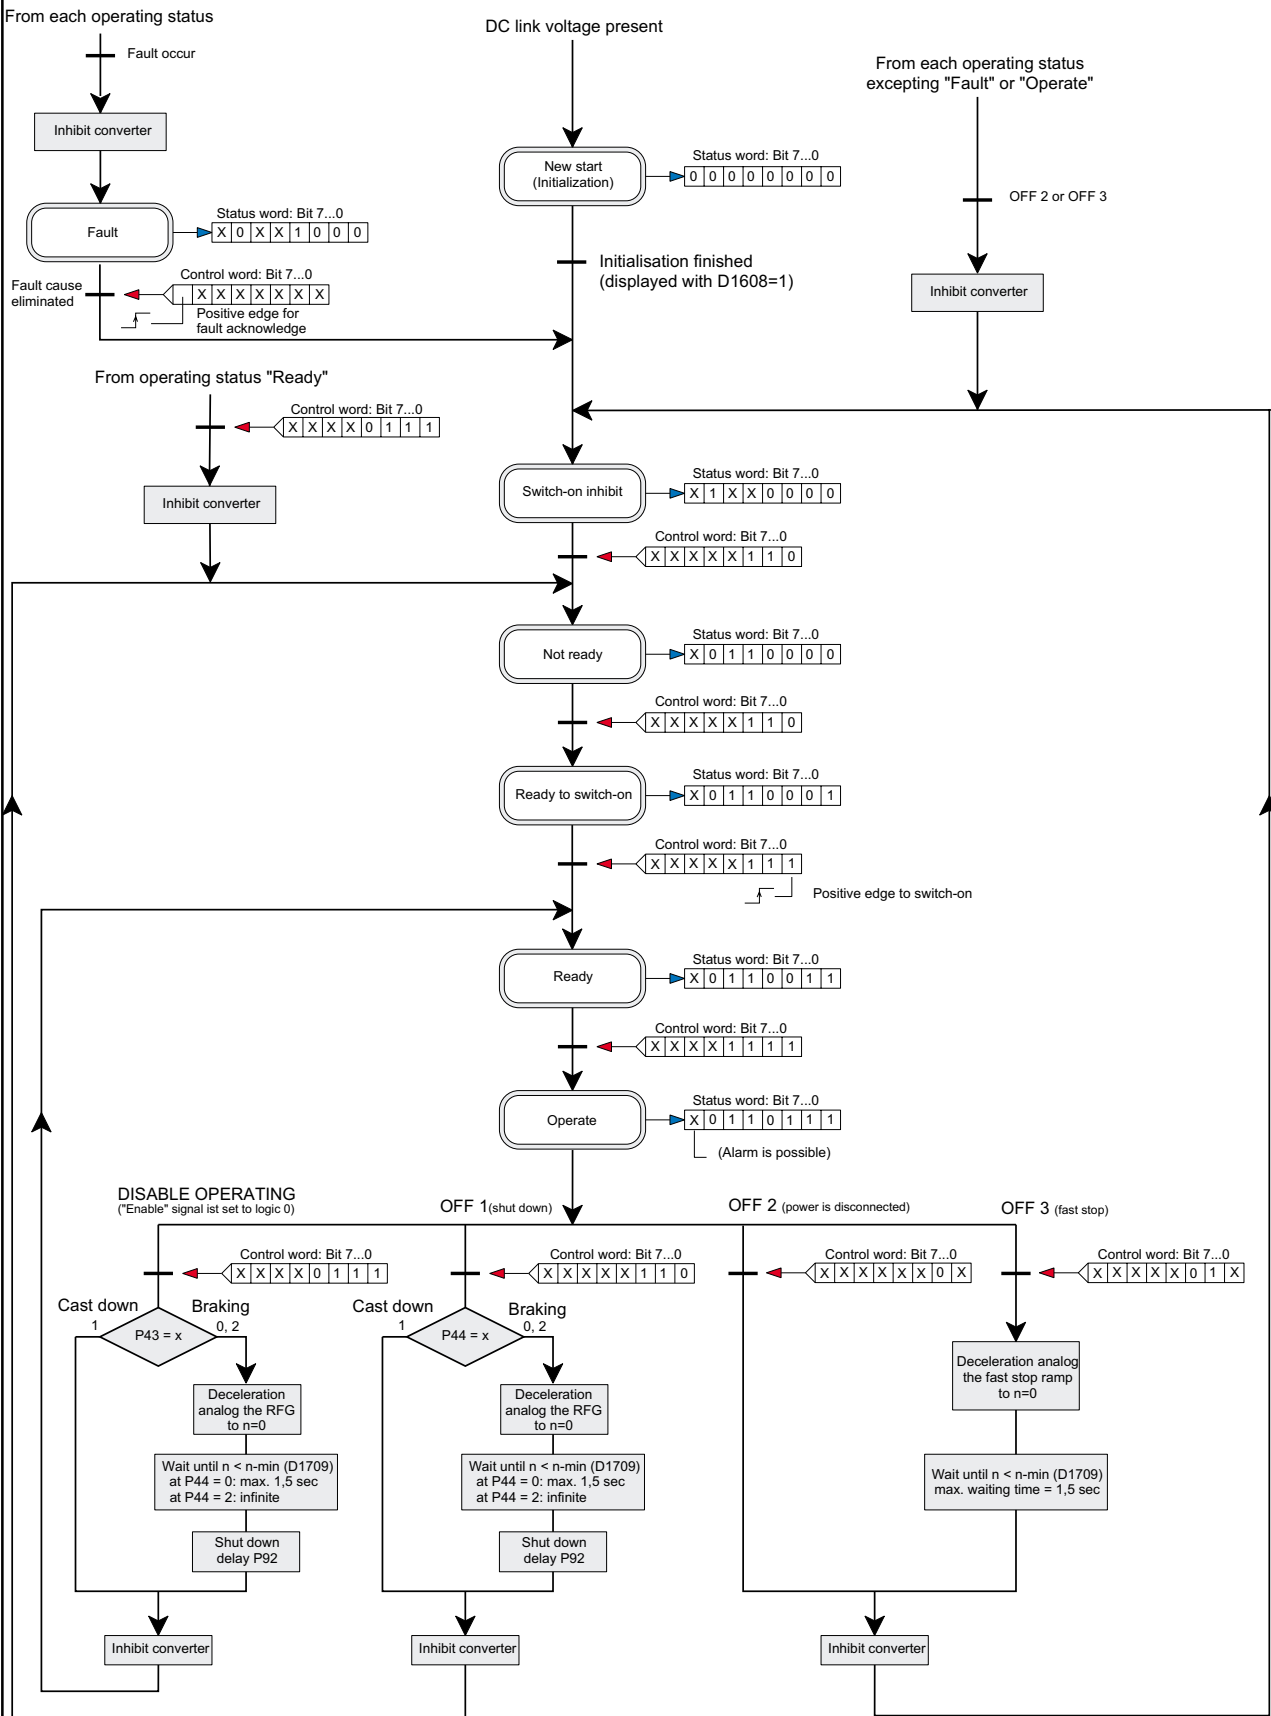 From each operating status
Fault occur
Inhibit converter
Fault
Status word: Bit 7...0
X 0 X X 1 0 0 0
Fault cause
eliminated
Control word: Bit 7...0
X X X X X X X
Positive edge for
fault acknowledge
DC link voltage present
New start
(Initialization)
Status word: Bit 7...0
0 0 0 0 0 0 0 0
Initialisation finished
(displayed with D1608=1)
From each operating status
excepting "Fault" or "Operate"
OFF 2 or OFF 3
Inhibit converter
From operating status "Ready"
Control word: Bit 7...0
X X X X 0 1 1 1
Inhibit converter
Switch-on inhibit
Status word: Bit 7...0
X 1 X X 0 0 0 0
Control word: Bit 7...0
X X X X X 1 1 0
Not ready
Status word: Bit 7...0
X 0 1 1 0 0 0 0
Control word: Bit 7...0
X X X X X 1 1 0
Ready to switch-on
Status word: Bit 7...0
X 0 1 1 0 0 0 1
Control word: Bit 7...0
X X X X X 1 1 1
Positive edge to switch-on
Ready
Status word: Bit 7...0
X 0 1 1 0 0 1 1
Control word: Bit 7...0
X X X X 1 1 1 1
Operate
Status word: Bit 7...0
X 0 1 1 0 1 1 1
(Alarm is possible)
DISABLE OPERATING
("Enable" signal ist set to logic 0)
Control word: Bit 7...0
X X X X 0 1 1 1
Cast down
Braking
1
P43 = x
0, 2
Deceleration
analog the RFG
to n=0
Wait until n < n-min (D1709)
at P44 = 0: max. 1,5 sec
at P44 = 2: infinite
Shut down
delay P92
Inhibit converter
OFF 1(shut down)
Control word: Bit 7...0
X X X X X 1 1 0
Cast down
Braking
1
P44 = x
0, 2
Deceleration
analog the RFG
to n=0
Wait until n < n-min (D1709)
at P44 = 0: max. 1,5 sec
at P44 = 2: infinite
Shut down
delay P92
Inhibit converter
OFF 2 (power is disconnected)
Control word: Bit 7...0
X X X X X X 0 X
OFF 3 (fast stop)
Control word: Bit 7...0
X X X X X 0 1 X
Deceleration analog
the fast stop ramp
to n=0
Wait until n < n-min (D1709)
max. waiting time = 1,5 sec
Inhibit converter